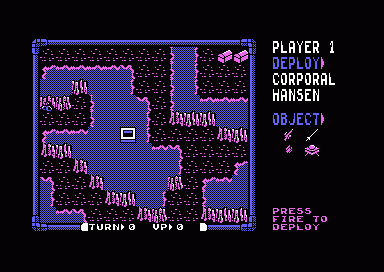 PLAYER 1
DEPLOY
CORPORAL
HANSEN
OBJECT
PRESS
FIRE TO
DEPLOY
TURN 0 VP 0